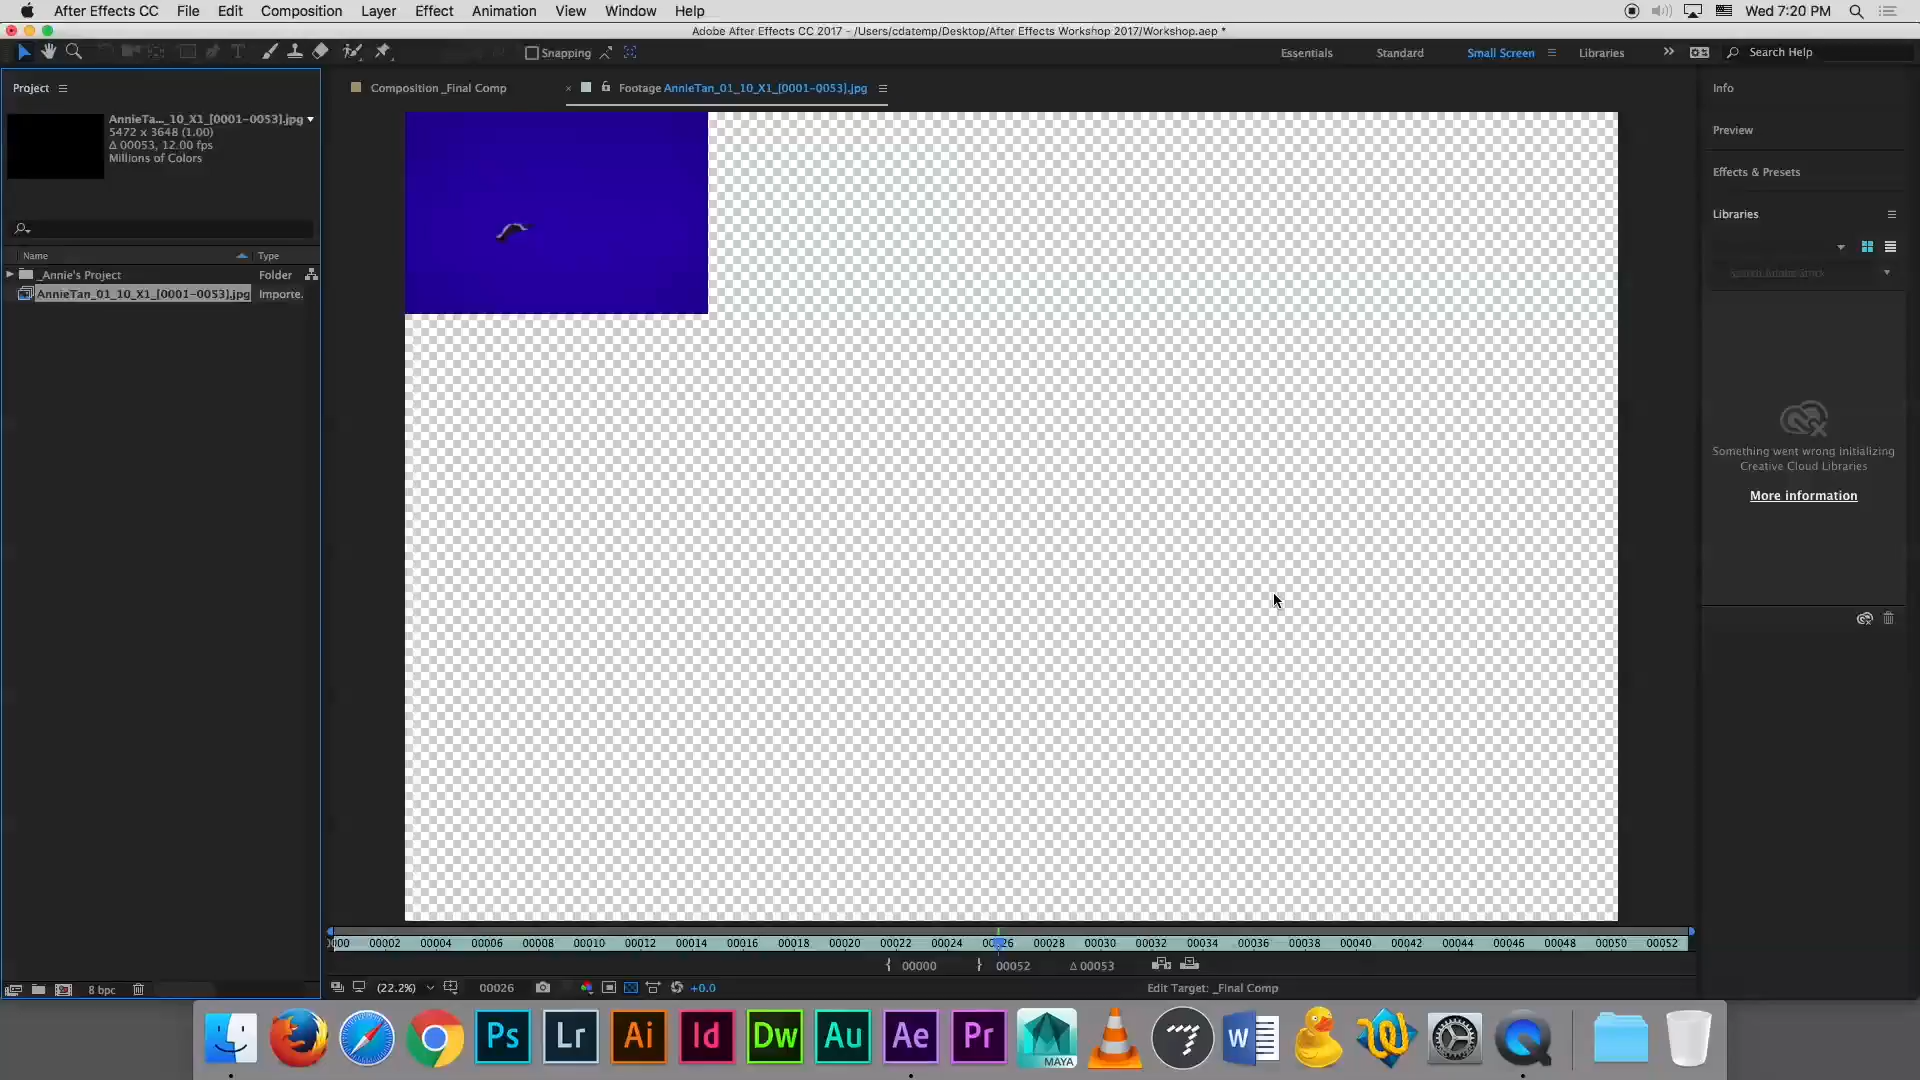 After Effects CC File Edit Composition Layer Effect Animation View Window Help Wed 7:20 PM
Adobe After Effects CC 2017 - /Users/cdatemp/Desktop/After Effects Workshop 2017/Workshop.aep *
Snapping Essentials Standard Small Screen Libraries Search Help
Project
AnnieTa..._10_X1_[0001-0053].jpg
5472 x 3648 (1.00)
Δ 00053, 12.00 fps
Millions of Colors
Name Type
_Annie's Project Folder
AnnieTan_01_10_X1_[0001-0053].jpg Importe.
Composition _Final Comp
Footage AnnieTan_01_10_X1_[0001-0053].jpg
Info
Preview
Effects & Presets
Libraries
Search Adobe Stock
Something went wrong initializing
Creative Cloud Libraries
More information
0000 00002 00004 00006 00008 00010 00012 00014 00016 00018 00020 00022 00024 00026 00028 00030 00032 00034 00036 00038 00040 00042 00044 00046 00048 00050 00052
{ 00000 } 00052 Δ 00053
8 bpc
(22.2%) 00026 +0.0 Edit Target: _Final Comp
Ps Lr Ai Id Dw Au Ae Pr MAYA W